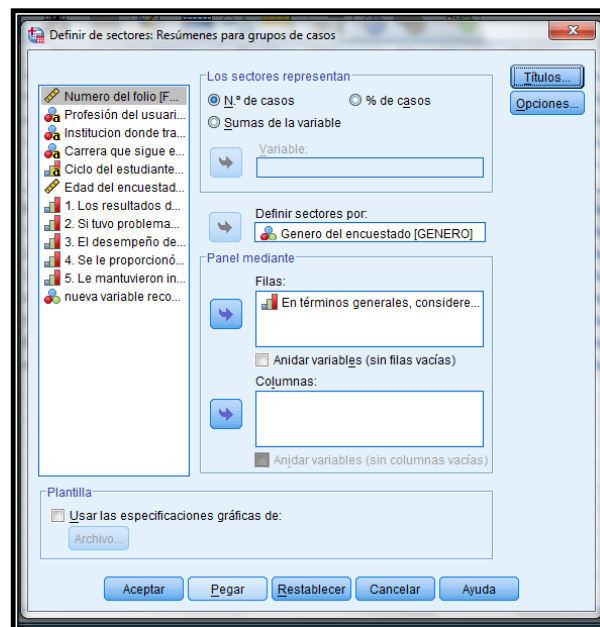 Definir de sectores: Resúmenes para grupos de casos
Numero del folio [F...
Profesión del usuari...
Institucion donde tra...
Carrera que sigue e...
Ciclo del estudiante...
Edad del encuestad...
1. Los resultados d...
2. Si tuvo problema...
3. El desempeño de...
4. Se le proporcionó...
5. Le mantuvieron in...
nueva variable reco...
Los sectores representan
N.º de casos
% de casos
Sumas de la variable
Variable:
Definir sectores por:
Genero del encuestado [GENERO]
Panel mediante
Filas:
En términos generales, considere...
Anidar variables (sin filas vacías)
Columnas:
Anidar variables (sin columnas vacías)
Títulos...
Opciones...
Plantilla
Usar las especificaciones gráficas de:
Archivo...
Aceptar
Pegar
Restablecer
Cancelar
Ayuda